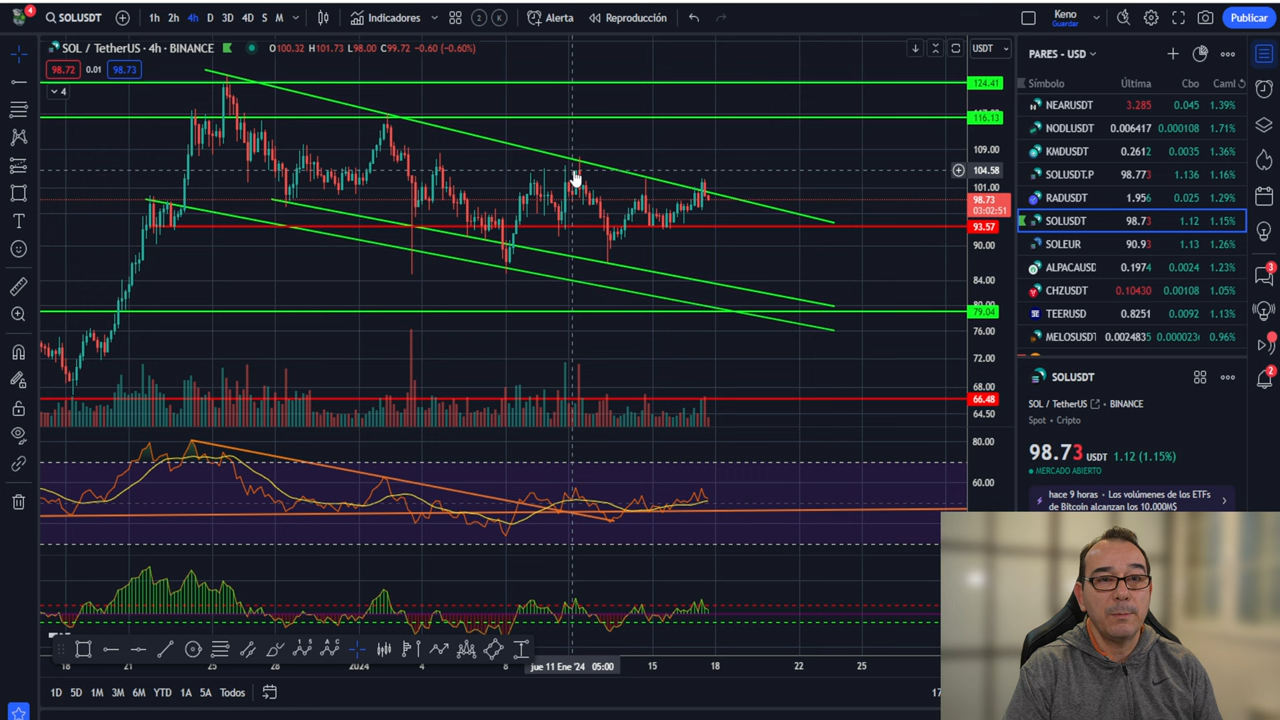 4
SOLUSDT
1h 2h 4h D 3D 4D S M
Indicadores
2 K
Alerta
Reproducción
Keno
Guardar
Publicar
SOL / TetherUS · 4h · BINANCE
O100.32 H101.73 L98.00 C99.72 -0.60 (-0.60%)
98.72 0.01 98.73
4
USDT
124.41
116.13
109.00
104.58
101.00
98.73
03:02:51
93.57
90.00
84.00
79.04
76.00
72.00
68.00
66.48
64.50
80.00
60.00
18 21 25 28 2024 4 8 jue 11 Ene '24 05:00 15 18 22 25
1D 5D 1M 3M 6M YTD 1A 5A Todos
PARES - USD
Símbolo Última Cbo
NEARUSDT 3.285 0.045 1.39%
NODLUSDT 0.006417 0.000108 1.71%
KMDUSDT 0.2612 0.0035 1.36%
SOLUSDT.P 98.773 1.136 1.16%
RADUSDT 1.956 0.025 1.29%
SOLUSDT 98.73 1.12 1.15%
SOLEUR 90.93 1.13 1.26%
ALPACAUSD 0.1974 0.0024 1.23%
CHZUSDT 0.10430 0.00108 1.05%
TEERUSD 0.8251 0.0092 1.13%
MELOSUSDT 0.0024835 0.000023 0.96%
SOLUSDT
SOL / TetherUS · BINANCE
Spot · Cripto
98.73 USDT 1.12 (1.15%)
MERCADO ABIERTO
hace 9 horas · Los volúmenes de los ETFs
de Bitcoin alcanzan los 10.000M$
3
2